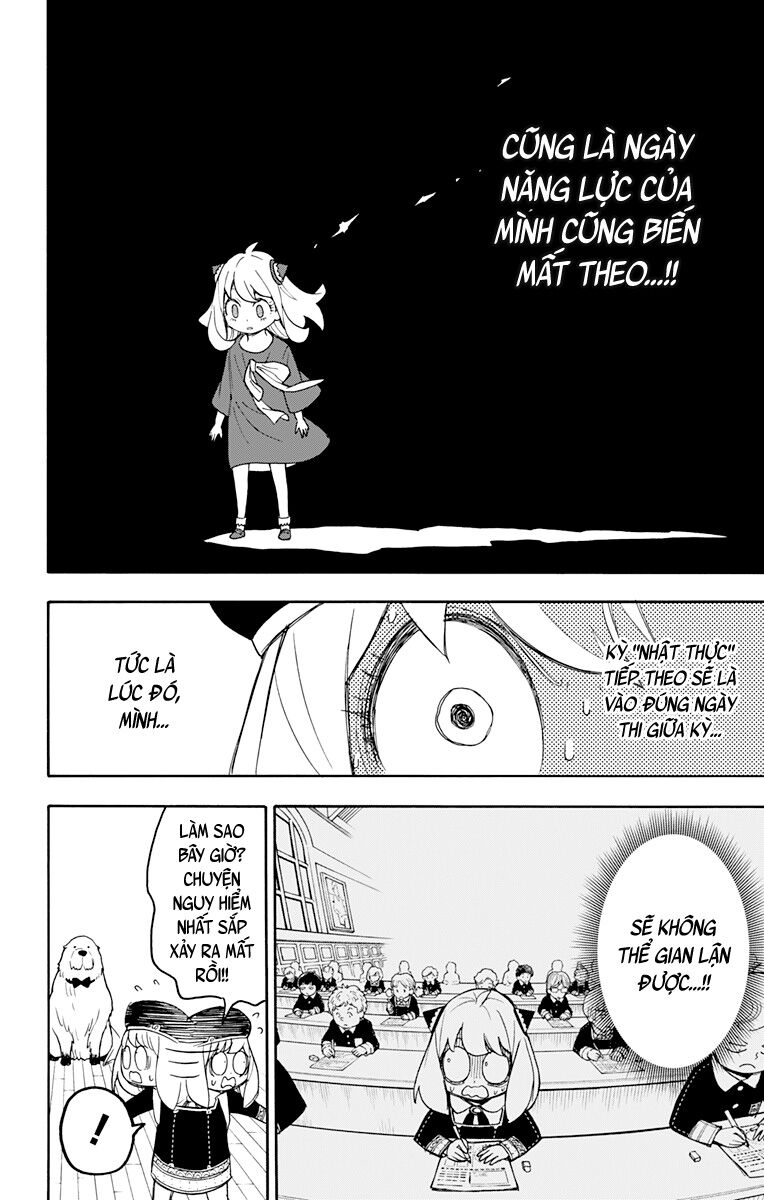 CŨNG LÀ NGÀY
NĂNG LỰC CỦA
MÌNH CŨNG BIẾN
MẤT THEO...!!
KỲ "NHẬT THỰC"
TIẾP THEO SẼ LÀ
VÀO ĐÚNG NGÀY
THI GIỮA KỲ...
TỨC LÀ
LÚC ĐÓ,
MÌNH...
SẼ KHÔNG
THỂ GIAN LẬN
ĐƯỢC...!!
LÀM SAO
BÂY GIỜ?
CHUYỆN
NGUY HIỂM
NHẤT SẮP
XẢY RA MẤT
RỒI!!
!